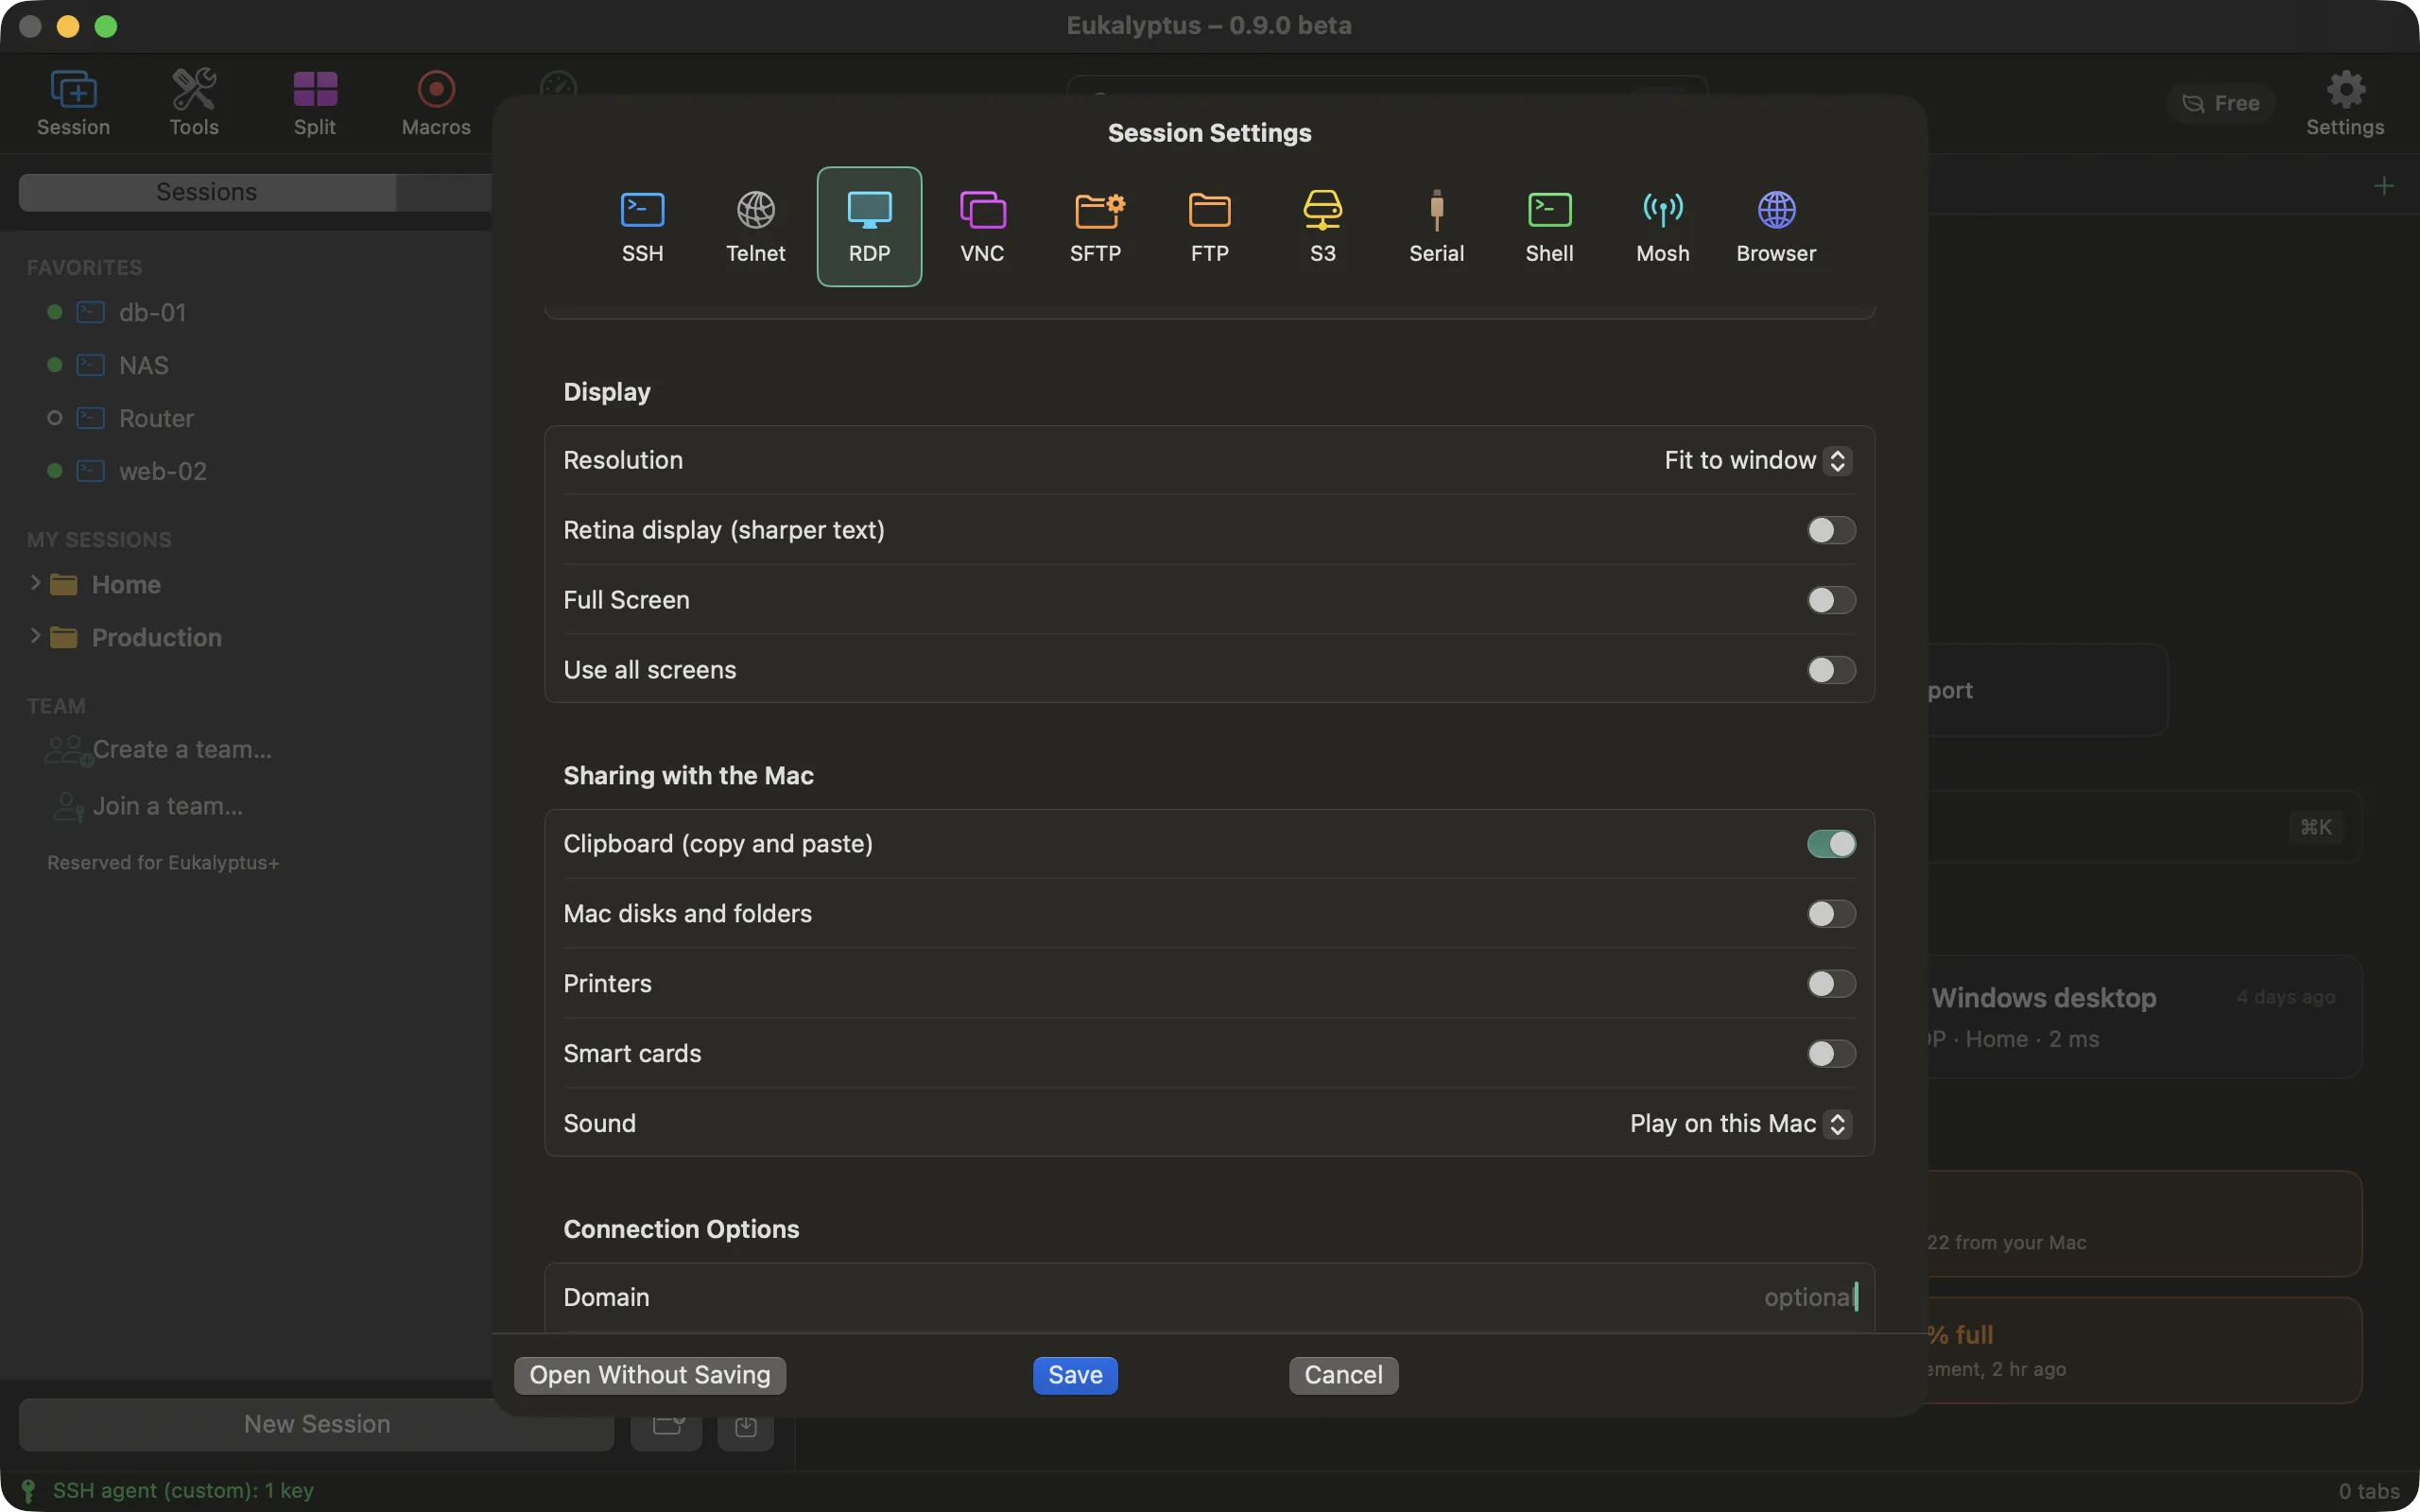 Eukalyptus – 0.9.0 beta
Session
Tools
Split
Macros
Free
Settings
Session Settings
SSH
Telnet
RDP
VNC
SFTP
FTP
S3
Serial
Shell
Mosh
Browser
Sessions
FAVORITES
db-01
NAS
Router
web-02
MY SESSIONS
Home
Production
TEAM
Create a team...
Join a team...
Reserved for Eukalyptus+
Display
Resolution Fit to window
Retina display (sharper text)
Full Screen
Use all screens
Sharing with the Mac
Clipboard (copy and paste)
Mac disks and folders
Printers
Smart cards
Sound Play on this Mac
Connection Options
Domain optional
Open Without Saving
Save
Cancel
port
⌘K
Windows desktop 4 days ago
P · Home · 2 ms
22 from your Mac
% full
ement, 2 hr ago
New Session
SSH agent (custom): 1 key
0 tabs